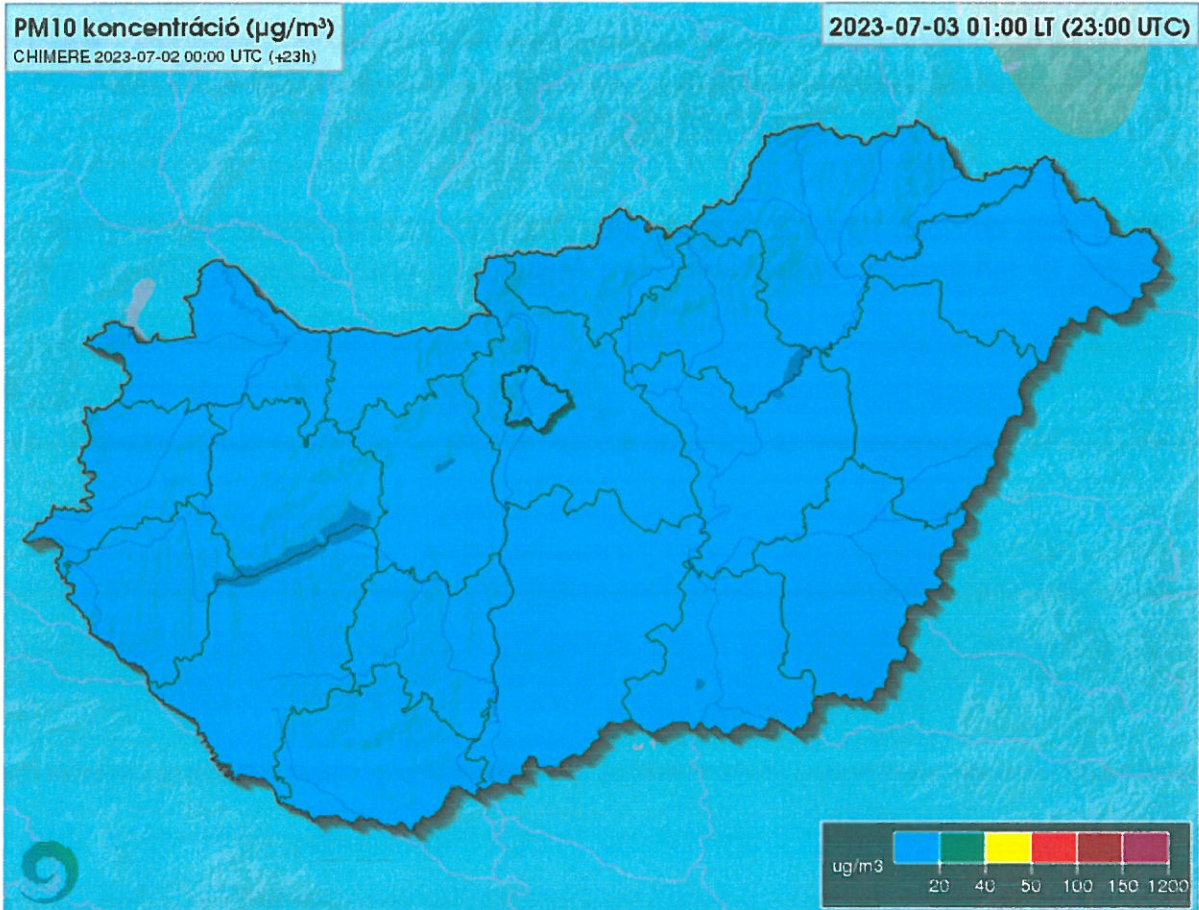 PM10 koncentráció (µg/m³)
CHIMERE 2023-07-02 00:00 UTC (+23h)
2023-07-03 01:00 LT (23:00 UTC)
ug/m3
20 40 50 100 150 1200